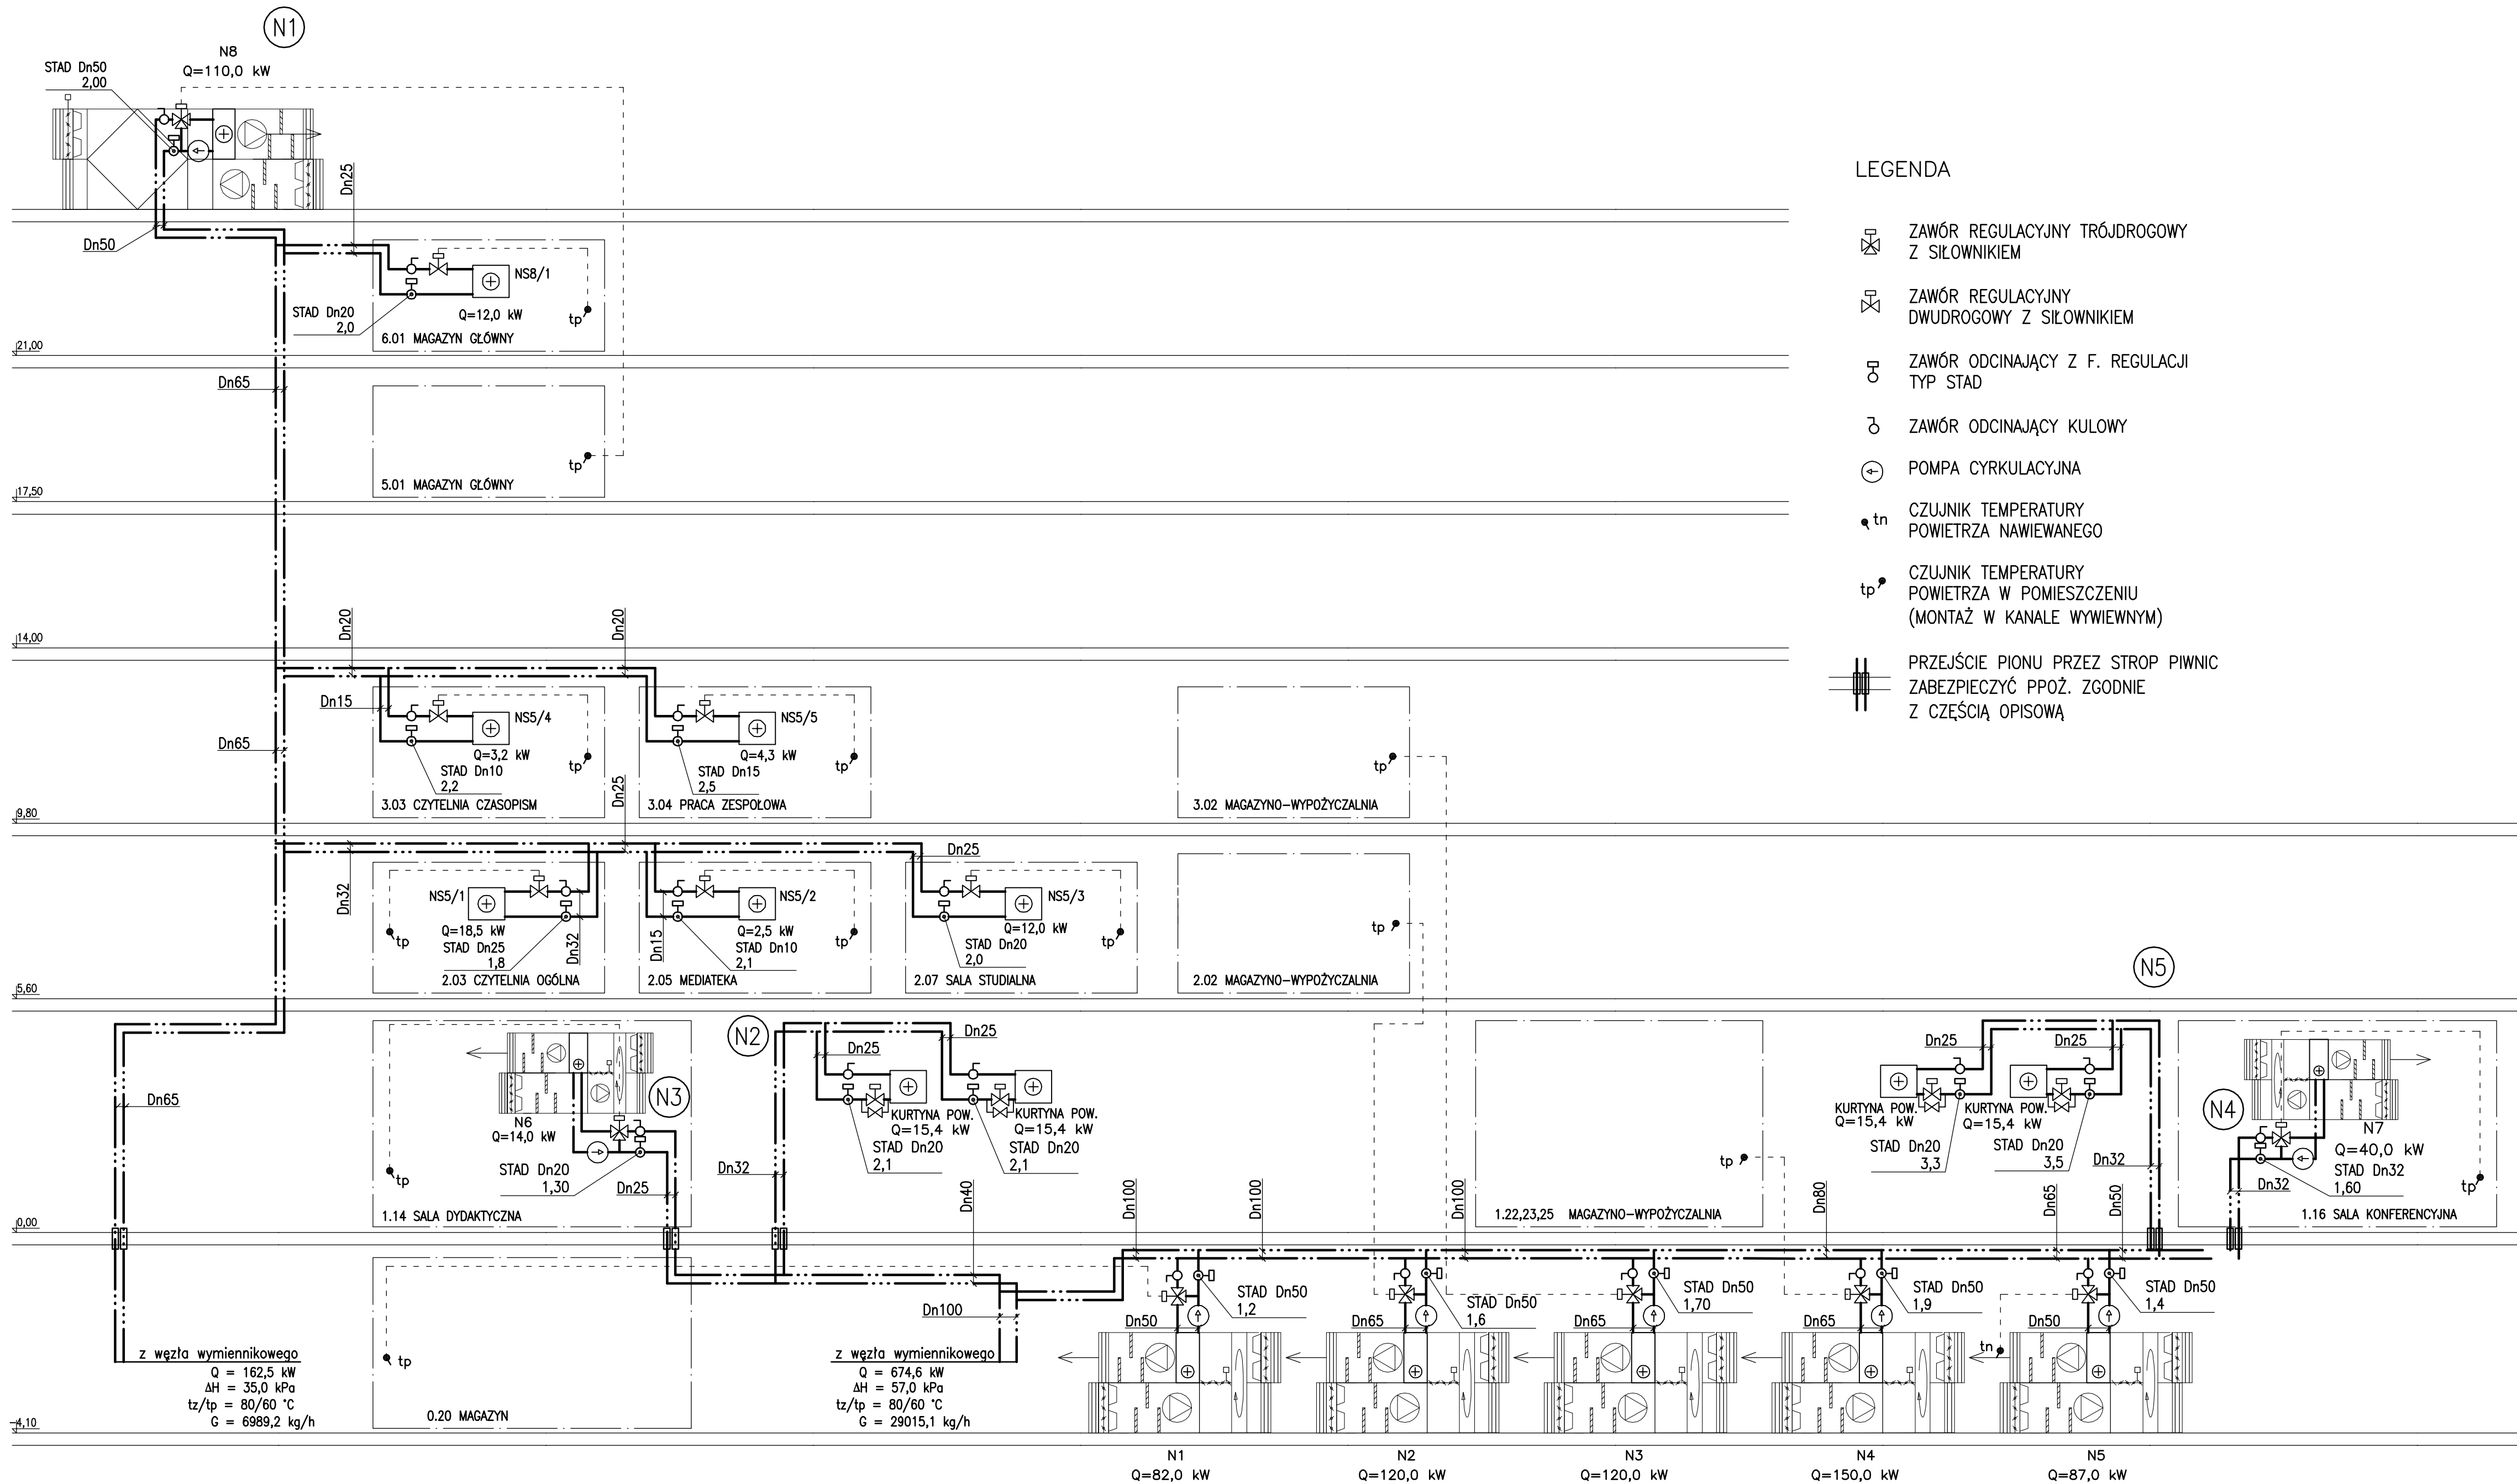 N1
N8
Q=110,0 kW
STAD Dn50
2,00
Dn25
Dn50
NS8/1
STAD Dn20
2,0
Q=12,0 kW
tp
6.01 MAGAZYN GŁÓWNY
21,00
Dn65
tp
5.01 MAGAZYN GŁÓWNY
17,50
14,00
Dn20
Dn20
Dn15
NS5/4
NS5/5
Dn65
Q=3,2 kW
tp
STAD Dn10
2,2
3.03 CZYTELNIA CZASOPISM
Q=4,3 kW
tp
STAD Dn15
2,5
3.04 PRACA ZESPOŁOWA
tp
3.02 MAGAZYNO-WYPOŻYCZALNIA
Dn25
9,80
Dn32
Dn25
NS5/1
NS5/2
NS5/3
tp
Q=18,5 kW
STAD Dn25
1,8
Dn32
2.03 CZYTELNIA OGÓLNA
Dn15
Q=2,5 kW
STAD Dn10
2,1
tp
2.05 MEDIATEKA
Q=12,0 kW
STAD Dn20
2,0
tp
2.07 SALA STUDIALNA
tp
2.02 MAGAZYNO-WYPOŻYCZALNIA
5,60
N5
N2
Dn65
N3
N6
Q=14,0 kW
STAD Dn20
1,30
Dn25
tp
1.14 SALA DYDAKTYCZNA
Dn25
Dn25
KURTYNA POW.
Q=15,4 kW
STAD Dn20
2,1
KURTYNA POW.
Q=15,4 kW
STAD Dn20
2,1
Dn32
tp
1.22,23,25 MAGAZYNO-WYPOŻYCZALNIA
Dn25
Dn25
KURTYNA POW.
Q=15,4 kW
STAD Dn20
3,3
KURTYNA POW.
Q=15,4 kW
STAD Dn20
3,5
Dn32
N4
N7
Q=40,0 kW
STAD Dn32
1,60
Dn32
tp
1.16 SALA KONFERENCYJNA
0,00
Dn40
Dn100
Dn100
Dn100
Dn80
Dn65
Dn50
Dn100
STAD Dn50
1,2
STAD Dn50
1,6
STAD Dn50
1,70
STAD Dn50
1,9
STAD Dn50
1,4
Dn50
Dn65
Dn65
Dn65
Dn50
tn
z węzła wymiennikowego
Q = 162,5 kW
ΔH = 35,0 kPa
tz/tp = 80/60 °C
G = 6989,2 kg/h
tp
0.20 MAGAZYN
z węzła wymiennikowego
Q = 674,6 kW
ΔH = 57,0 kPa
tz/tp = 80/60 °C
G = 29015,1 kg/h
-4,10
N1
Q=82,0 kW
N2
Q=120,0 kW
N3
Q=120,0 kW
N4
Q=150,0 kW
N5
Q=87,0 kW
LEGENDA
ZAWÓR REGULACYJNY TRÓJDROGOWY
Z SIŁOWNIKIEM
ZAWÓR REGULACYJNY
DWUDROGOWY Z SIŁOWNIKIEM
ZAWÓR ODCINAJĄCY Z F. REGULACJI
TYP STAD
ZAWÓR ODCINAJĄCY KULOWY
POMPA CYRKULACYJNA
tn
CZUJNIK TEMPERATURY
POWIETRZA NAWIEWANEGO
tp
CZUJNIK TEMPERATURY
POWIETRZA W POMIESZCZENIU
(MONTAŻ W KANALE WYWIEWNYM)
PRZEJŚCIE PIONU PRZEZ STROP PIWNIC
ZABEZPIECZYĆ PPOŻ. ZGODNIE
Z CZĘŚCIĄ OPISOWĄ